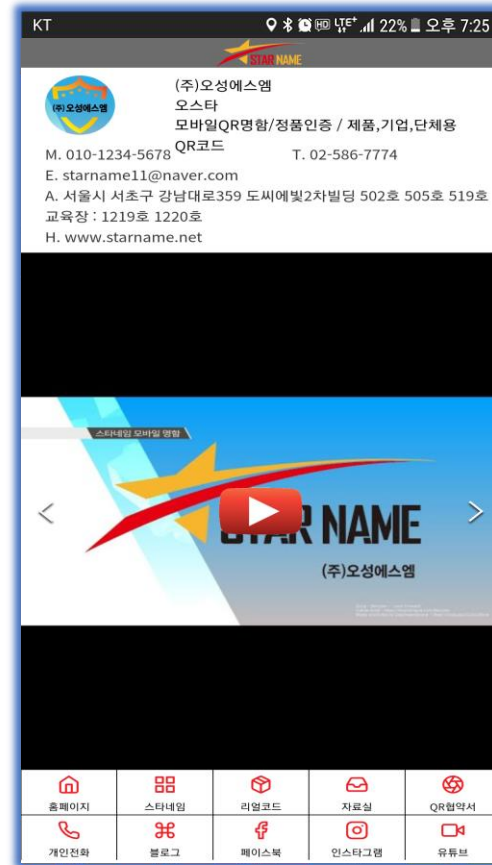 KT 22% 오후 7:25
STAR NAME
(주)오성에스엠
(주)오성에스엠
오스타
모바일QR명함/정품인증 / 제품,기업,단체용
QR코드
M. 010-1234-5678 T. 02-586-7774
E. starname11@naver.com
A. 서울시 서초구 강남대로359 도씨에빛2차빌딩 502호 505호 519호
교육장 : 1219호 1220호
H. www.starname.net
스타네임 모바일 명함
STAR NAME
(주)오성에스엠
홈페이지 스타네임 리얼코드 자료실 QR협약서
개인전화 블로그 페이스북 인스타그램 유튜브